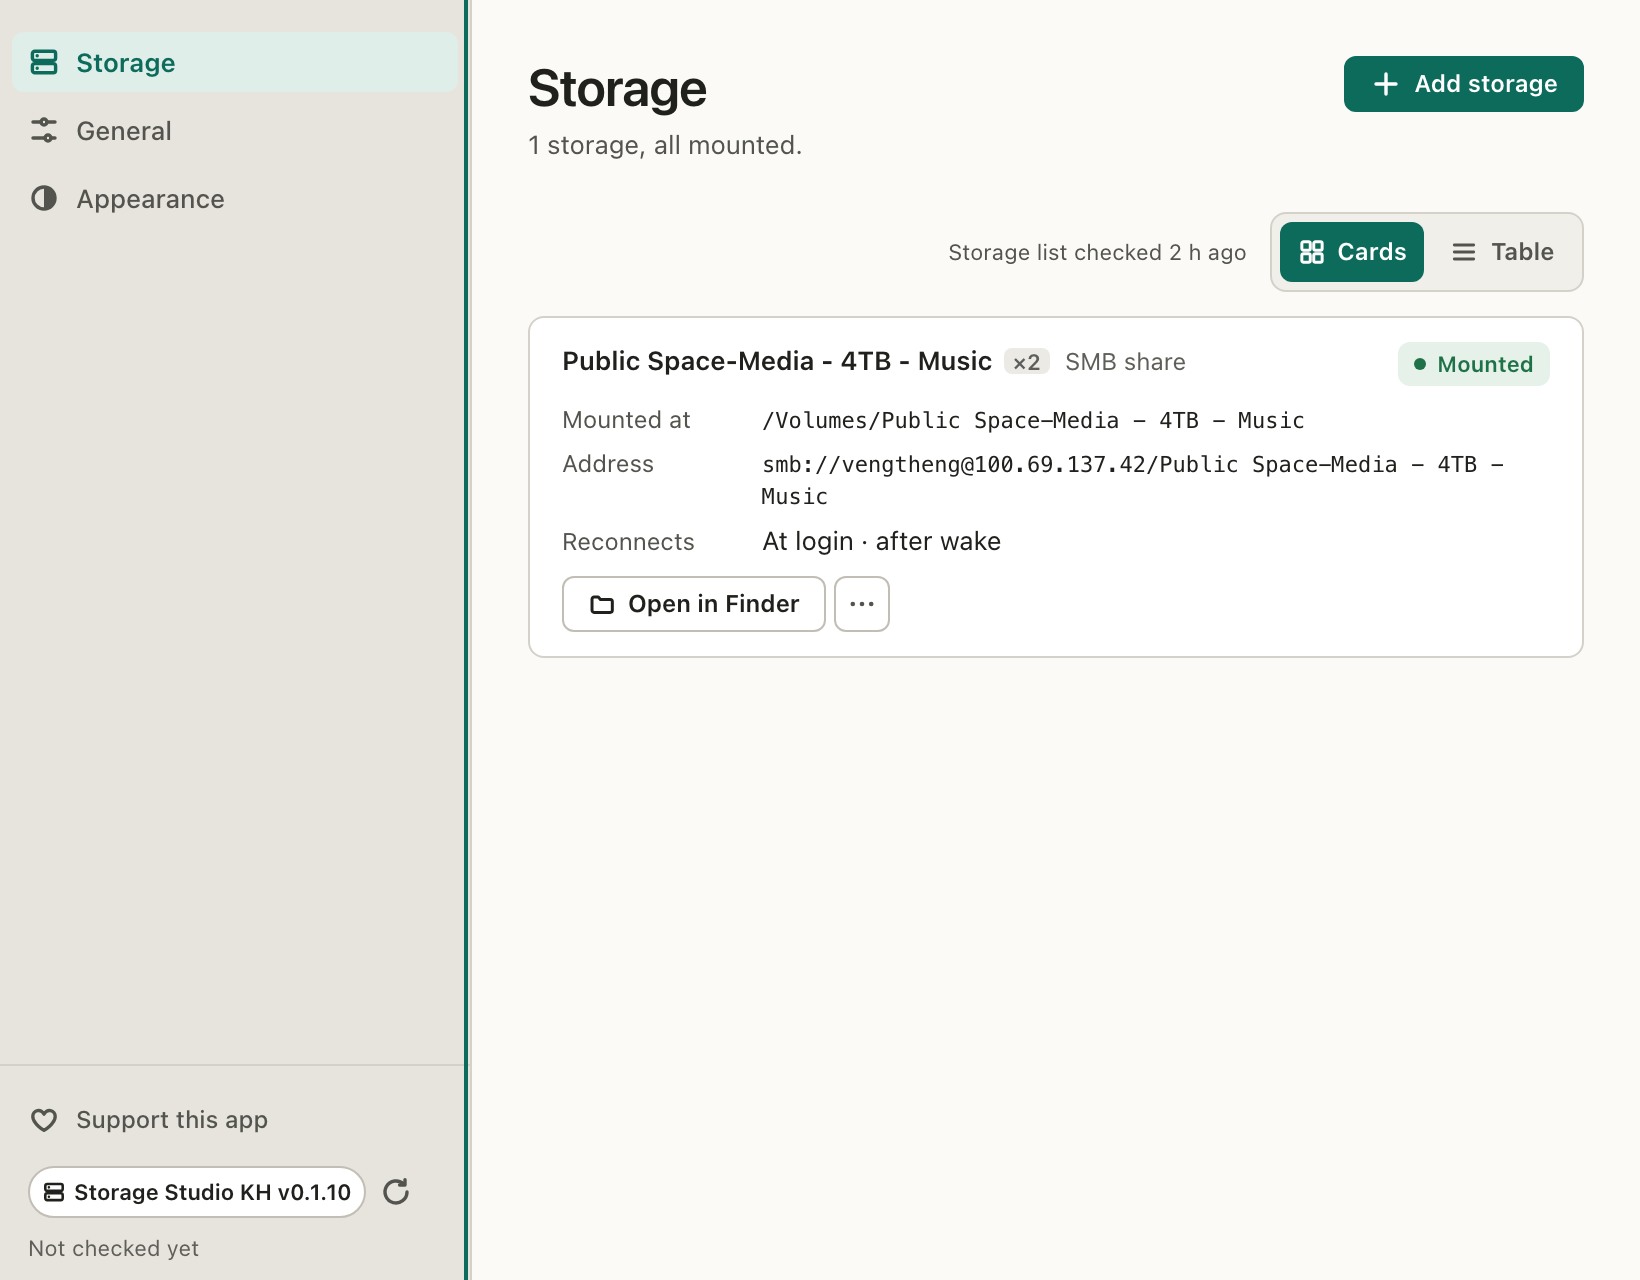 Storage
General
Appearance
Support this app
Storage Studio KH v0.1.10
Not checked yet
Storage
1 storage, all mounted.
Add storage
Storage list checked 2 h ago
Cards
Table
Public Space-Media - 4TB - Music ×2 SMB share
Mounted
Mounted at /Volumes/Public Space-Media - 4TB - Music
Address smb://vengtheng@100.69.137.42/Public Space-Media - 4TB -
Music
Reconnects At login · after wake
Open in Finder